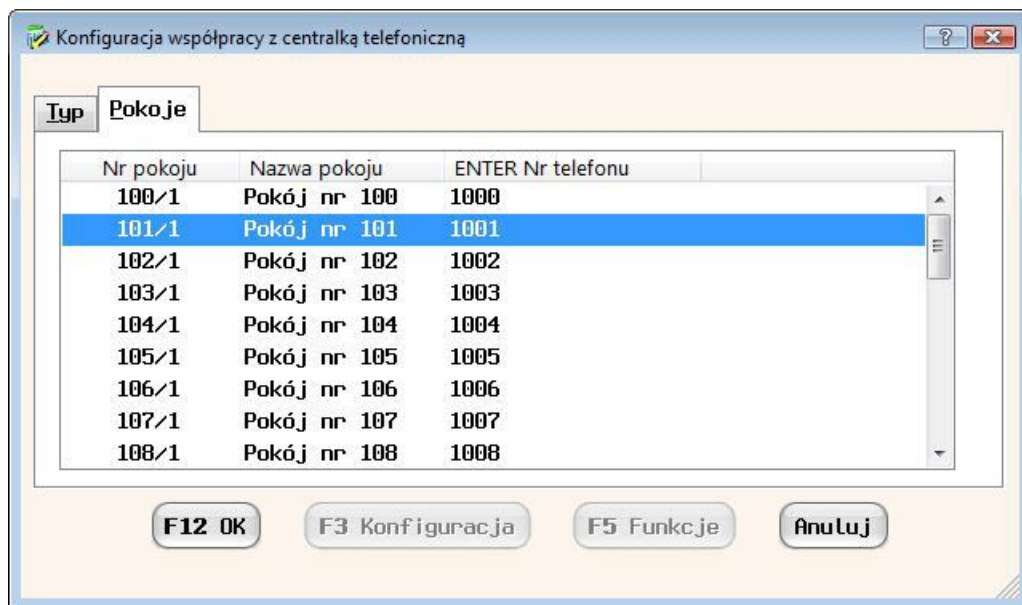 Konfiguracja współpracy z centralką telefoniczną
Typ Pokoje
Nr pokoju Nazwa pokoju ENTER Nr telefonu
100/1 Pokój nr 100 1000
101/1 Pokój nr 101 1001
102/1 Pokój nr 102 1002
103/1 Pokój nr 103 1003
104/1 Pokój nr 104 1004
105/1 Pokój nr 105 1005
106/1 Pokój nr 106 1006
107/1 Pokój nr 107 1007
108/1 Pokój nr 108 1008
F12 OK F3 Konfiguracja F5 Funkcje Anuluj